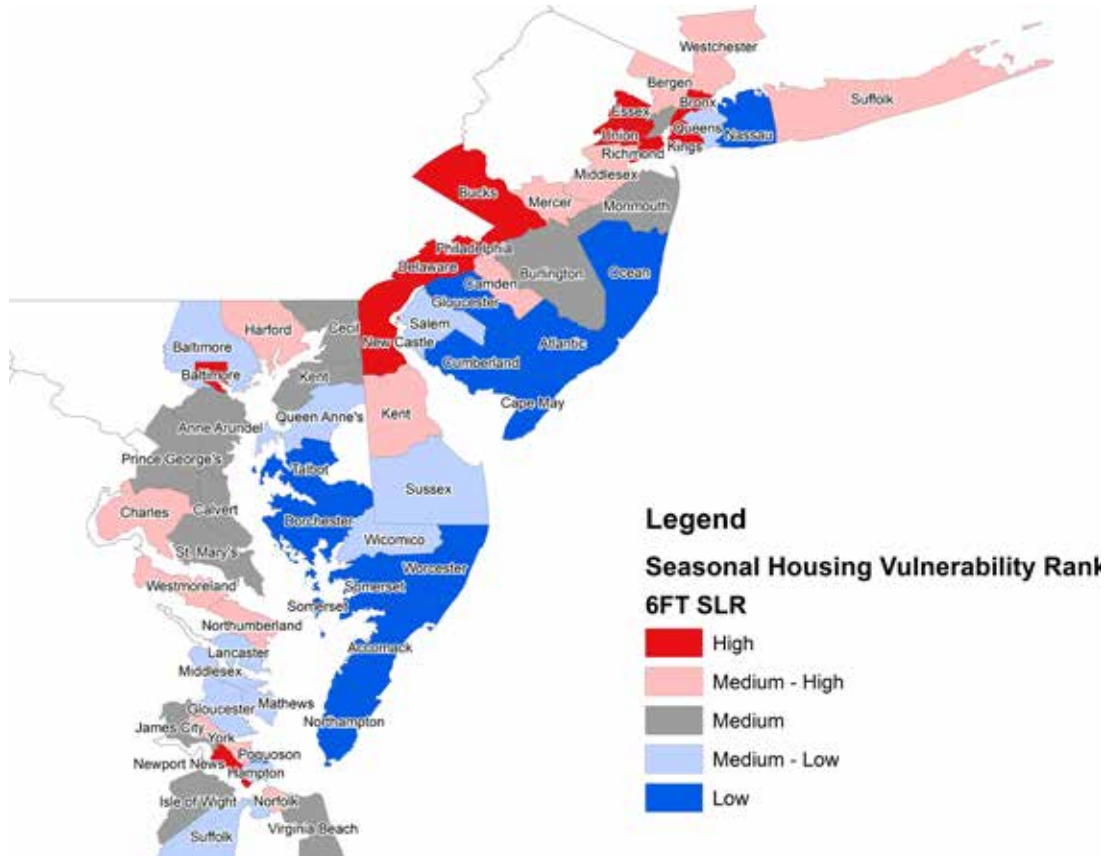 Westchester
Bergen
Suffolk
Bronx
Essex
Queens
Nassau
Union
Kings
Richmond
Middlesex
Bucks
Mercer
Monmouth
Philadelphia
Delaware
Burlington
Ocean
Camden
Gloucester
Salem
Harford
Cecil
New Castle
Baltimore
Atlantic
Cumberland
Baltimore
Kent
Cape May
Queen Anne's
Kent
Anne Arundel
Prince George's
Talbot
Sussex
Charles
Calvert
Dorchester
Wicomico
St. Mary's
Worcester
Westmoreland
Somerset
Somerset
Northumberland
Accomack
Lancaster
Middlesex
Mathews
Gloucester
Northampton
James City
York
Poquoson
Newport News
Hampton
Isle of Wight
Norfolk
Virginia Beach
Suffolk
Legend
Seasonal Housing Vulnerability Rank
6FT SLR
High
Medium - High
Medium
Medium - Low
Low